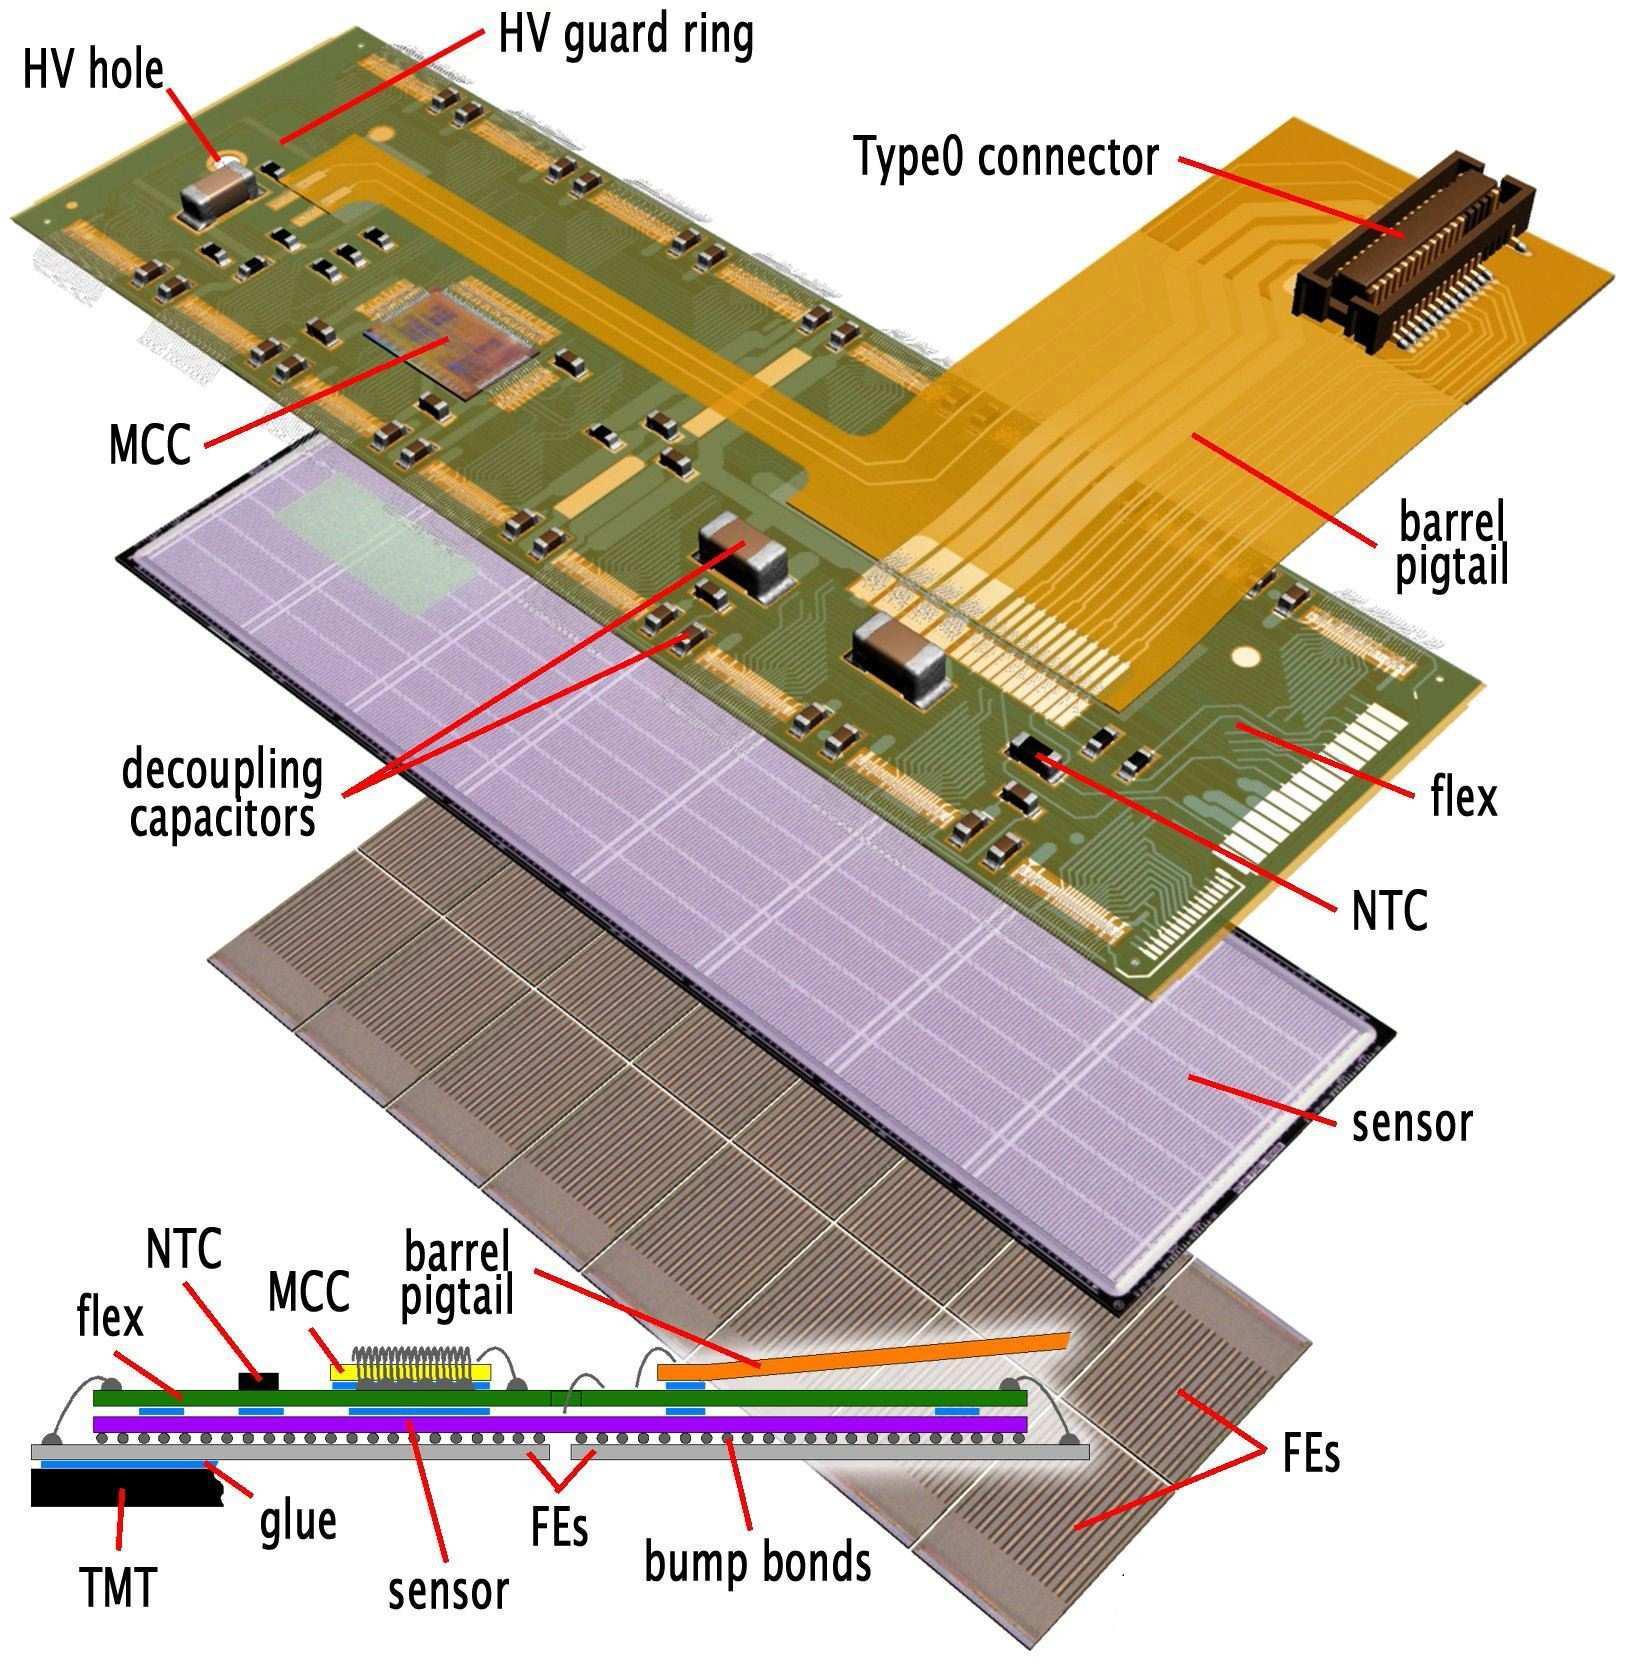 HV guard ring
HV hole
Type0 connector
MCC
barrel
pigtail
decoupling
capacitors
flex
NTC
sensor
NTC
barrel
pigtail
MCC
flex
FEs
glue
FEs
bump bonds
TMT
sensor